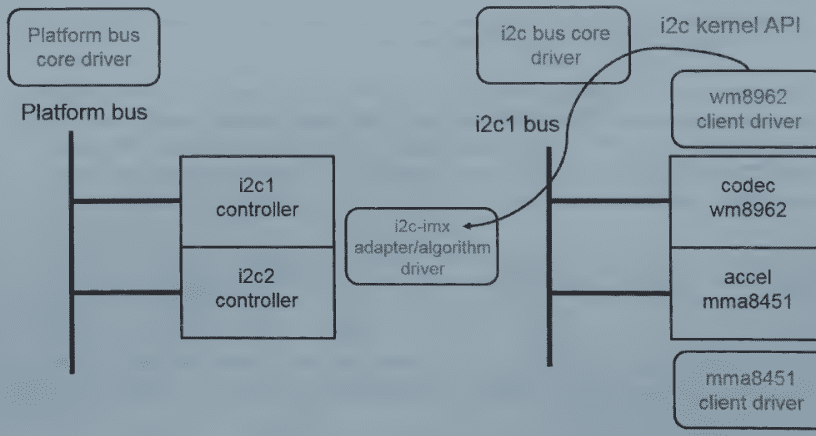 Platform bus
core driver
Platform bus
i2c1
controller
i2c2
controller
i2c-imx
adapter/algorithm
driver
i2c bus core
driver
i2c kernel API
i2c1 bus
wm8962
client driver
codec
wm8962
accel
mma8451
mma8451
client driver